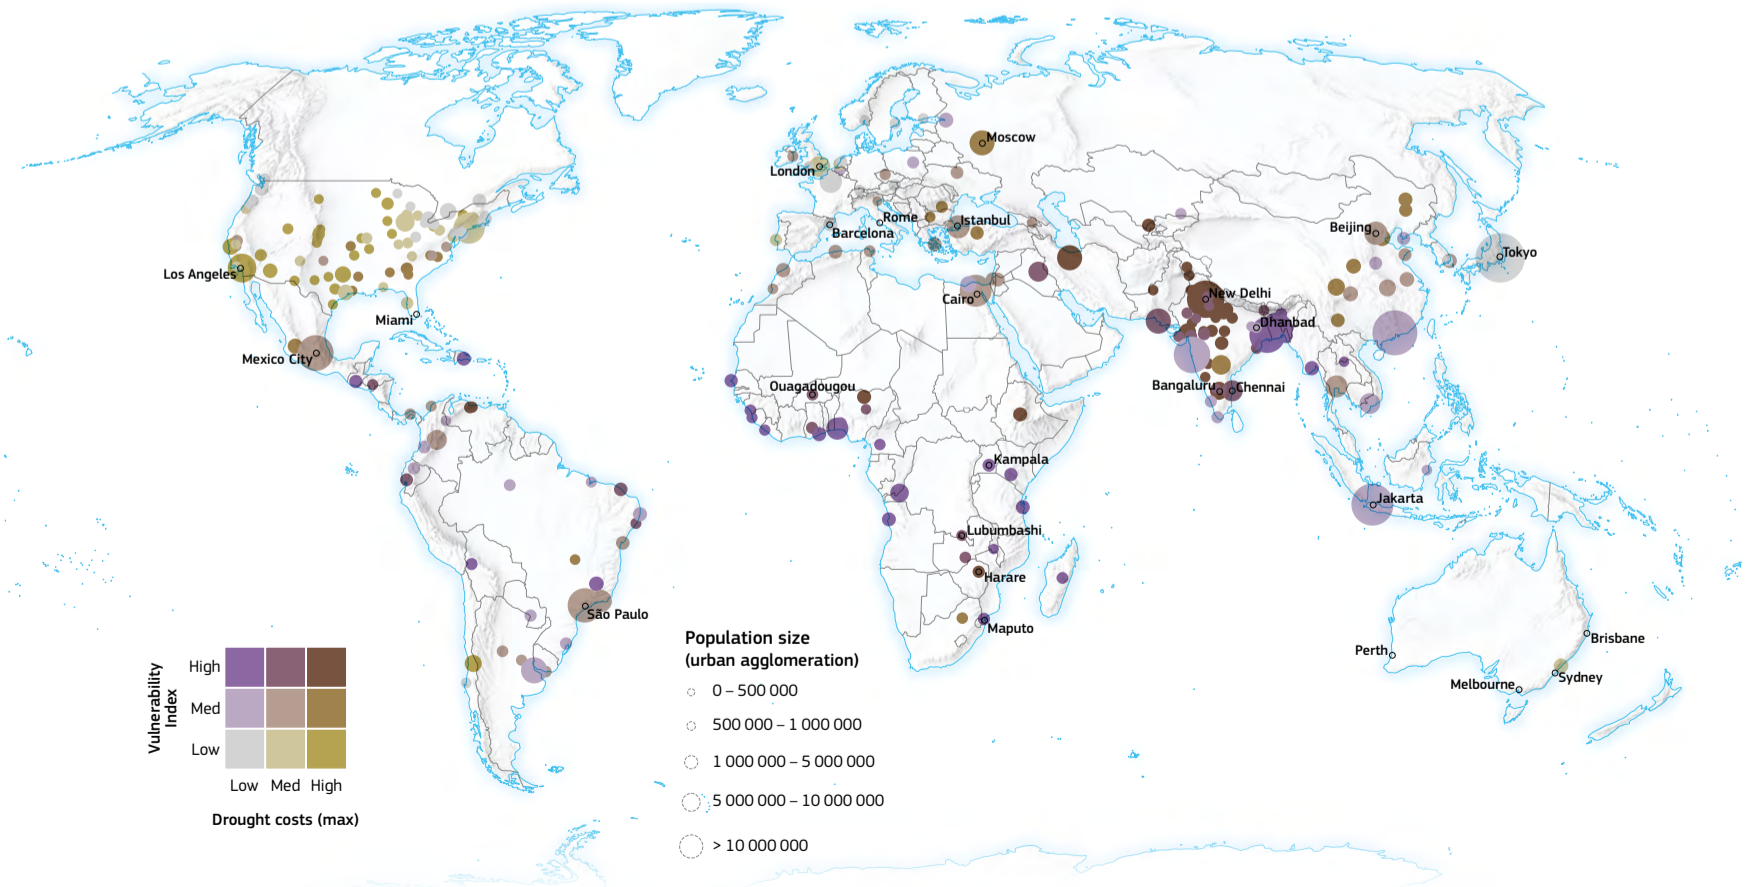 Moscow
London
Rome
Istanbul
Barcelona
Beijing
Tokyo
Los Angeles
Cairo
New Delhi
Miami
Dhanbad
Mexico City
Ouagadougou
Bangaluru
Chennai
Kampala
Jakarta
Lubumbashi
Harare
São Paulo
Maputo
Brisbane
Perth
Sydney
Melbourne
Vulnerability
Index
High
Med
Low
Low Med High
Drought costs (max)
Population size
(urban agglomeration)
0 – 500 000
500 000 – 1 000 000
1 000 000 – 5 000 000
5 000 000 – 10 000 000
> 10 000 000